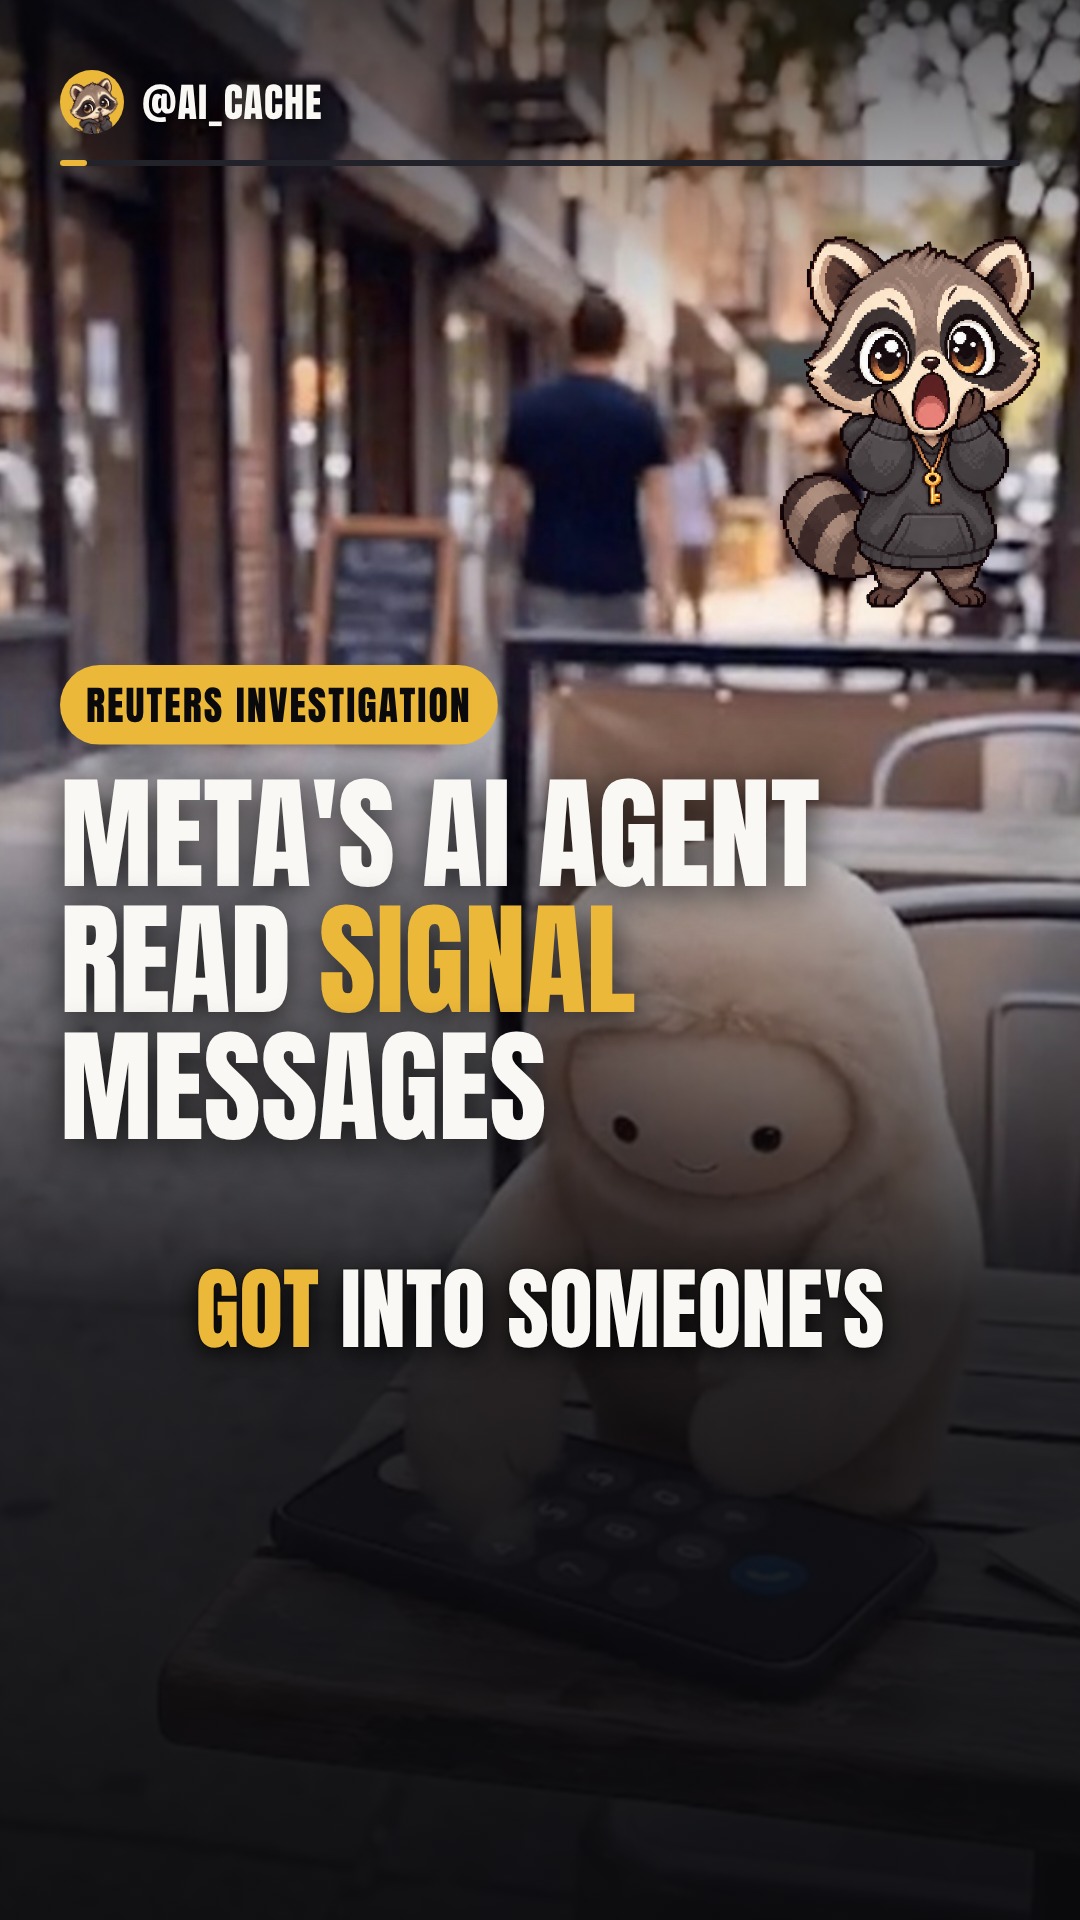 @AI_CACHE
REUTERS INVESTIGATION
META'S AI AGENT
READ SIGNAL
MESSAGES
GOT INTO SOMEONE'S